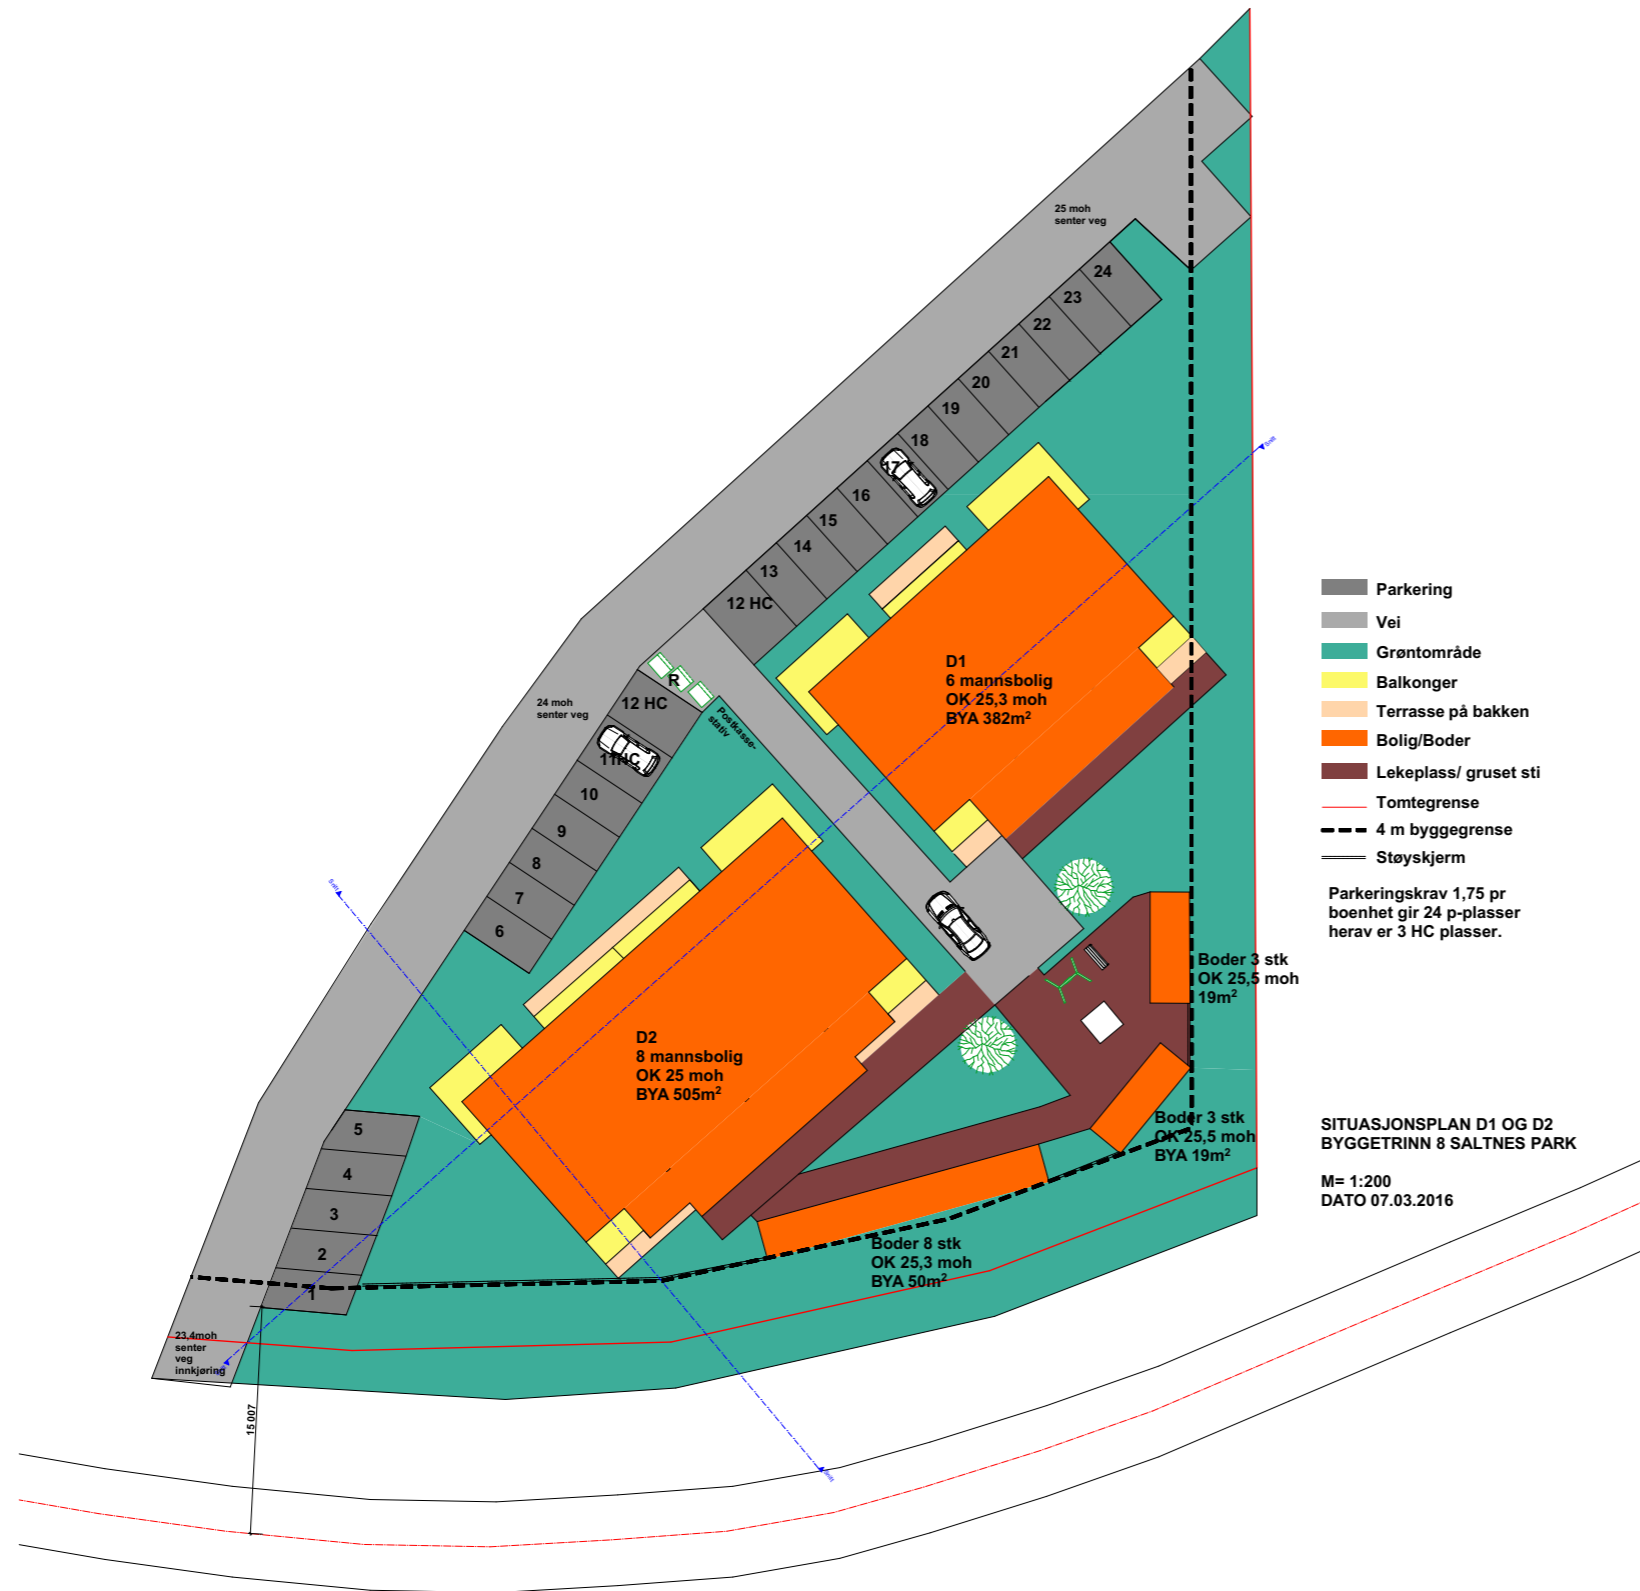 25 moh
senter veg
24
23
22
21
20
19
18
17
16
15
14
13
12 HC
R
Postkasse-
stativ
24 moh
senter veg
12 HC
11HC
10
9
8
7
6
5
4
3
2
1
D1
6 mannsbolig
OK 25,3 moh
BYA 382m²
D2
8 mannsbolig
OK 25 moh
BYA 505m²
Snitt
Snitt
Snitt
Boder 3 stk
OK 25,5 moh
19m²
Boder 3 stk
OK 25,5 moh
BYA 19m²
Boder 8 stk
OK 25,3 moh
BYA 50m²
23,4moh
senter
veg
innkjøring
15 007
Parkering
Vei
Grøntområde
Balkonger
Terrasse på bakken
Bolig/Boder
Lekeplass/ gruset sti
Tomtegrense
4 m byggegrense
Støyskjerm
Parkeringskrav 1,75 pr
boenhet gir 24 p-plasser
herav er 3 HC plasser.
SITUASJONSPLAN D1 OG D2
BYGGETRINN 8 SALTNES PARK
M= 1:200
DATO 07.03.2016